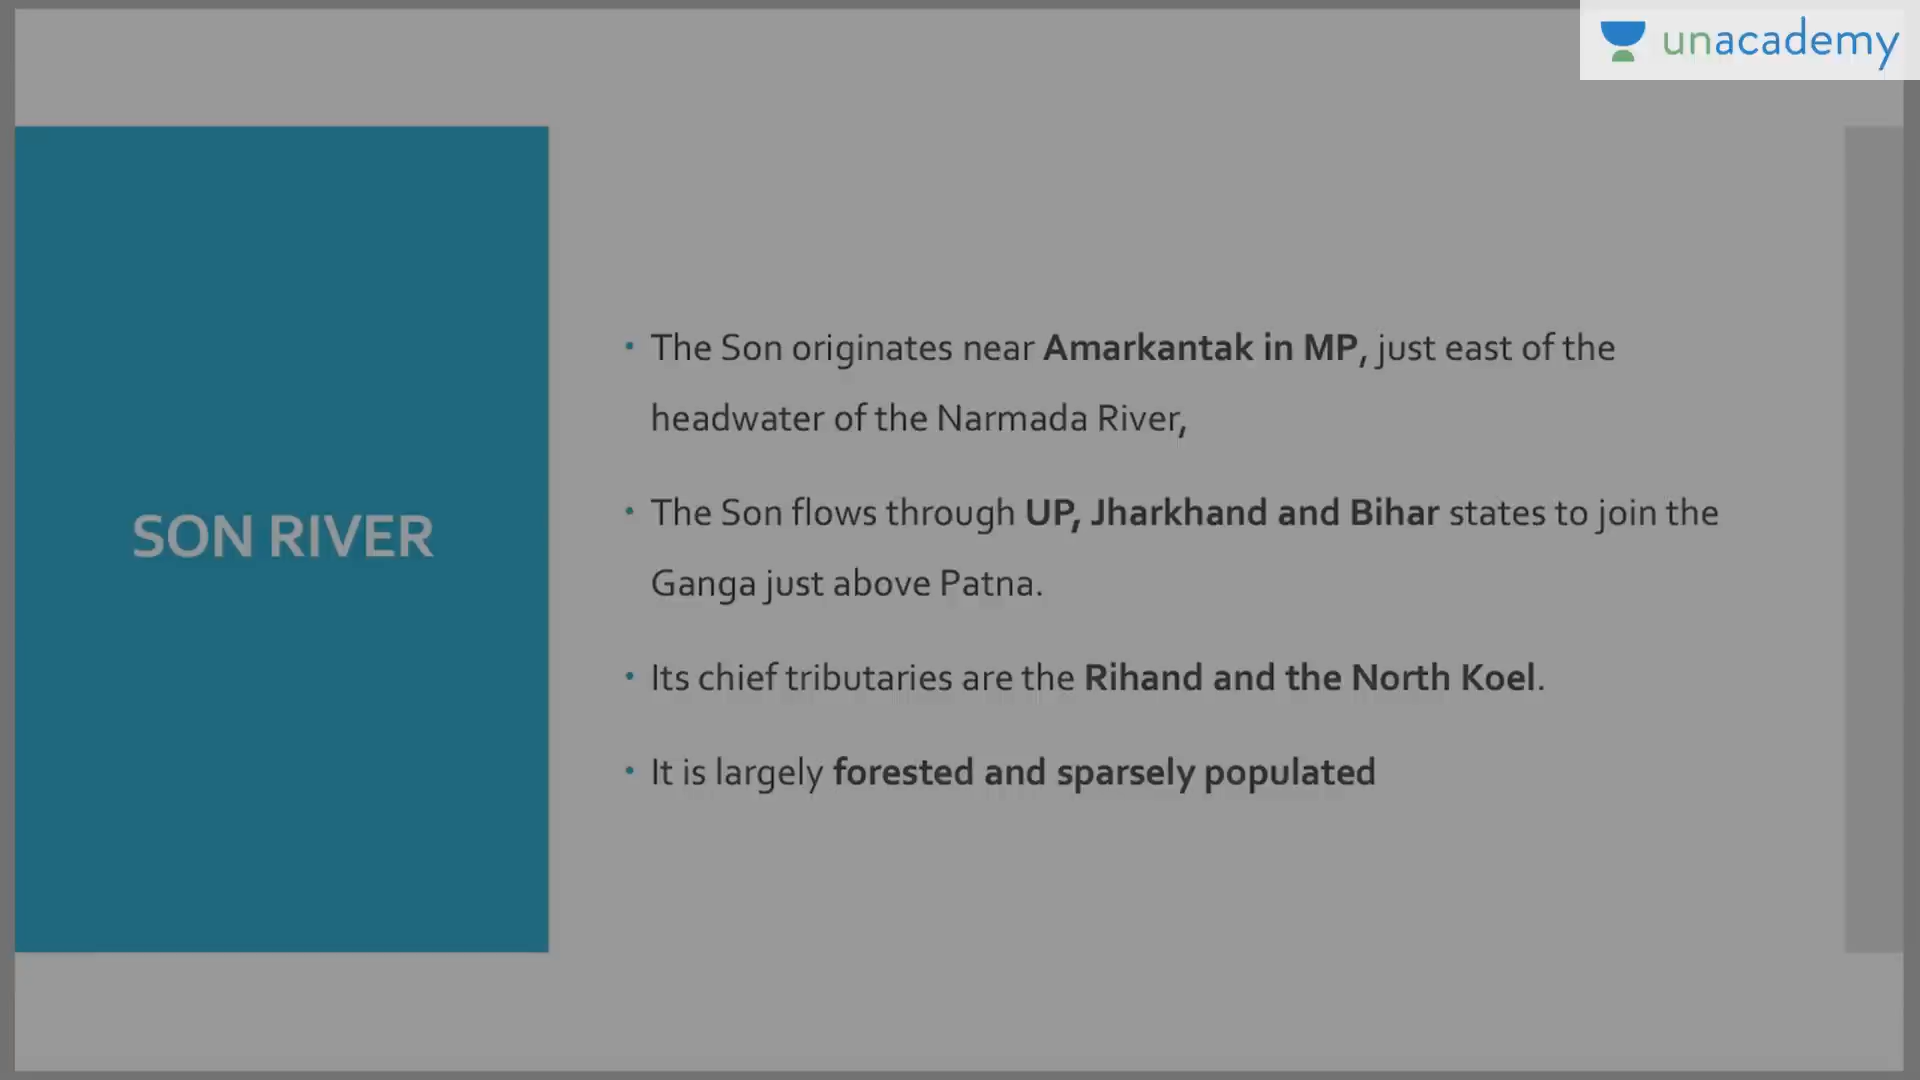 unacademy
SON RIVER
• The Son originates near Amarkantak in MP, just east of the
headwater of the Narmada River,
• The Son flows through UP, Jharkhand and Bihar states to join the
Ganga just above Patna.
• Its chief tributaries are the Rihand and the North Koel.
• It is largely forested and sparsely populated